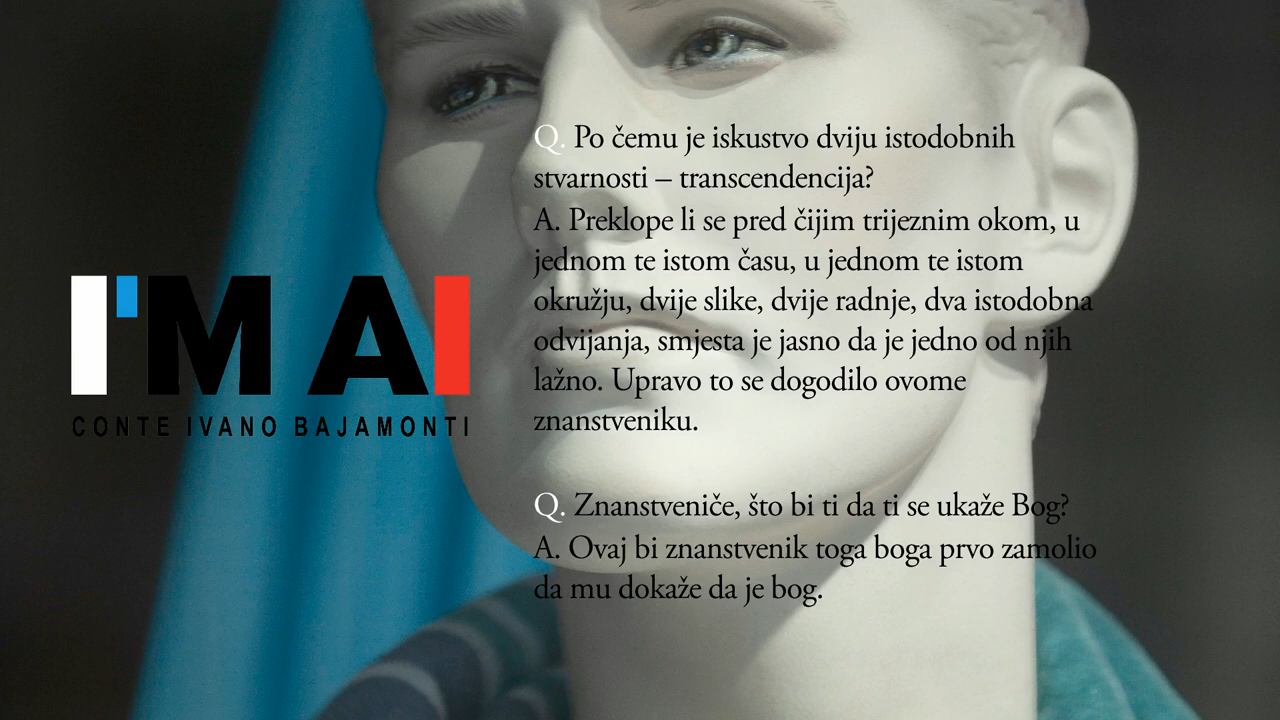 I'M AI
CONTE IVANO BAJAMONTI
Q. Po čemu je iskustvo dviju istodobnih
stvarnosti – transcendencija?
A. Preklope li se pred čijim trijeznim okom, u
jednom te istom času, u jednom te istom
okružju, dvije slike, dvije radnje, dva istodobna
odvijanja, smjesta je jasno da je jedno od njih
lažno. Upravo to se dogodilo ovome
znanstveniku.
Q. Znanstveniče, što bi ti da ti se ukaže Bog?
A. Ovaj bi znanstvenik toga boga prvo zamolio
da mu dokaže da je bog.